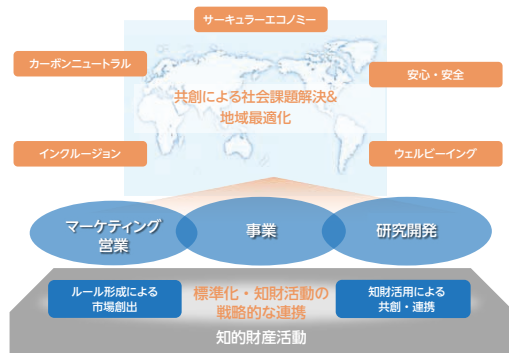 サーキュラーエコノミー
カーボンニュートラル
安心・安全
共創による社会課題解決&
地域最適化
インクルージョン
ウェルビーイング
マーケティング
営業
事業
研究開発
ルール形成による
市場創出
標準化・知財活動の
戦略的な連携
知財活用による
共創・連携
知的財産活動